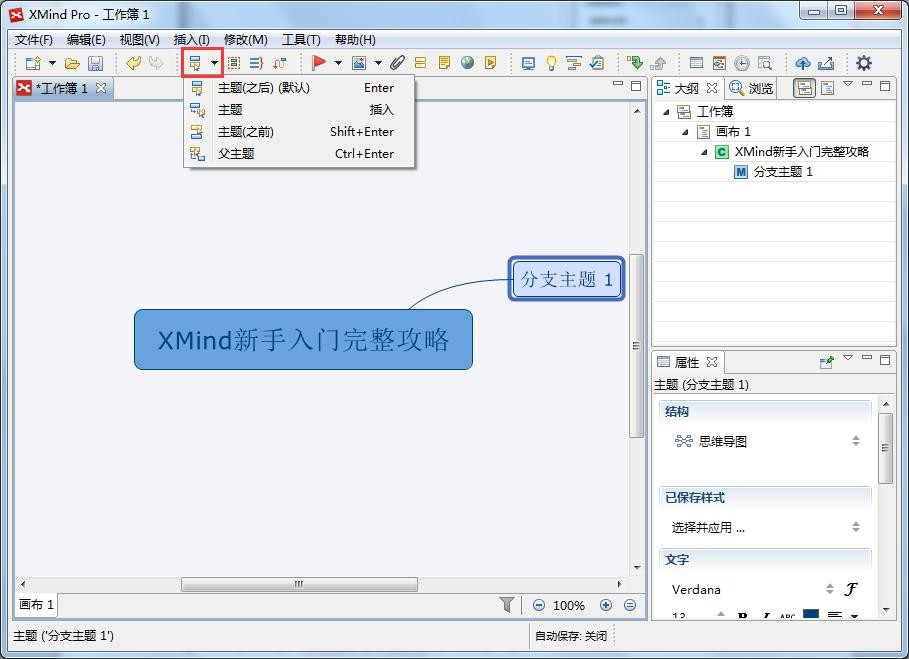 XMind Pro - 工作簿 1
文件(F) 编辑(E) 视图(V) 插入(I) 修改(M) 工具(T) 帮助(H)
*工作簿 1
主题(之后) (默认) Enter
主题 插入
主题(之前) Shift+Enter
父主题 Ctrl+Enter
分支主题 1
XMind新手入门完整攻略
画布 1
100%
大纲 浏览
工作簿
画布 1
C XMind新手入门完整攻略
M 分支主题 1
属性
主题 (分支主题 1)
结构
思维导图
已保存样式
选择并应用 ...
文字
Verdana
主题 ('分支主题 1')
自动保存: 关闭